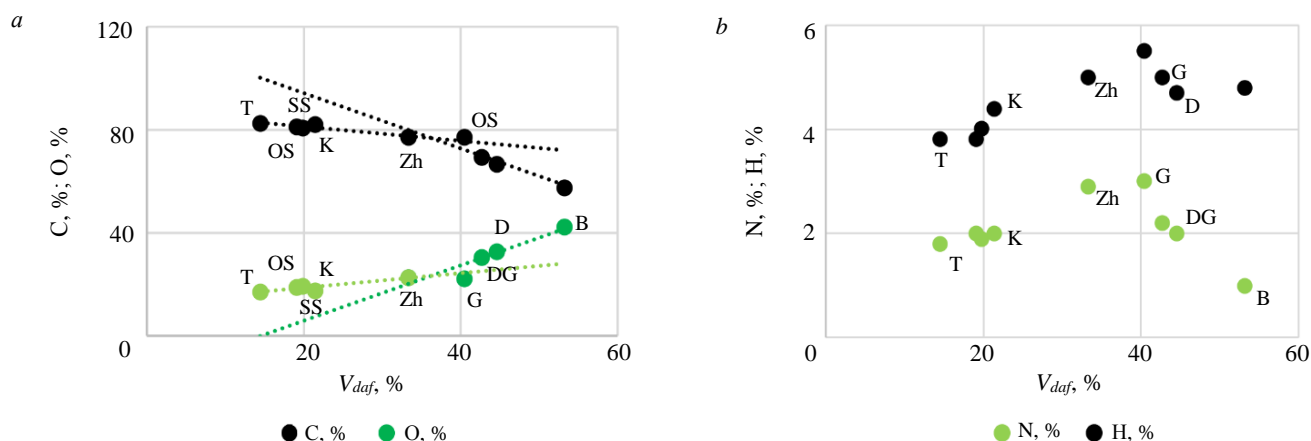 a
C, %; O, %
120
80
40
0
T
SS
OS
K
Zh
OS
T
OS
K
SS
Zh
D
B
DG
G
20
40
60
Vdaf, %
C, %
O, %
b
N, %; H, %
6
4
2
0
K
T
Zh
G
D
Zh
G
K
T
DG
B
20
40
60
Vdaf, %
N, %
H, %